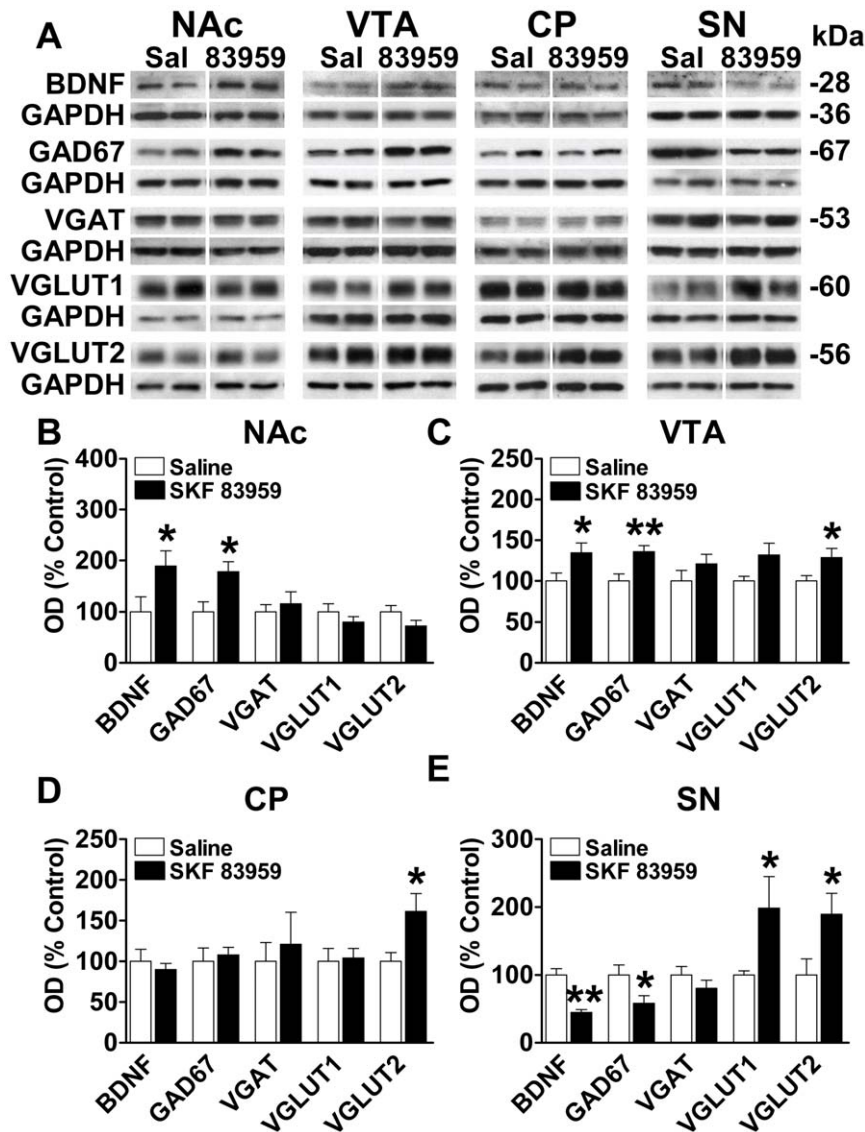 A
NAc VTA CP SN
Sal 83959 Sal 83959 Sal 83959 Sal 83959 kDa
BDNF -28
GAPDH -36
GAD67 -67
GAPDH
VGAT -53
GAPDH
VGLUT1 -60
GAPDH
VGLUT2 -56
GAPDH
B NAc
OD (% Control)
400
300
200
100
0
Saline
SKF 83959
* *
BDNF GAD67 VGAT VGLUT1 VGLUT2
C VTA
OD (% Control)
250
200
150
100
50
0
Saline
SKF 83959
* ** *
BDNF GAD67 VGAT VGLUT1 VGLUT2
D CP
OD (% Control)
250
200
150
100
50
0
Saline
SKF 83959
*
BDNF GAD67 VGAT VGLUT1 VGLUT2
E SN
OD (% Control)
300
200
100
0
Saline
SKF 83959
** * * *
BDNF GAD67 VGAT VGLUT1 VGLUT2